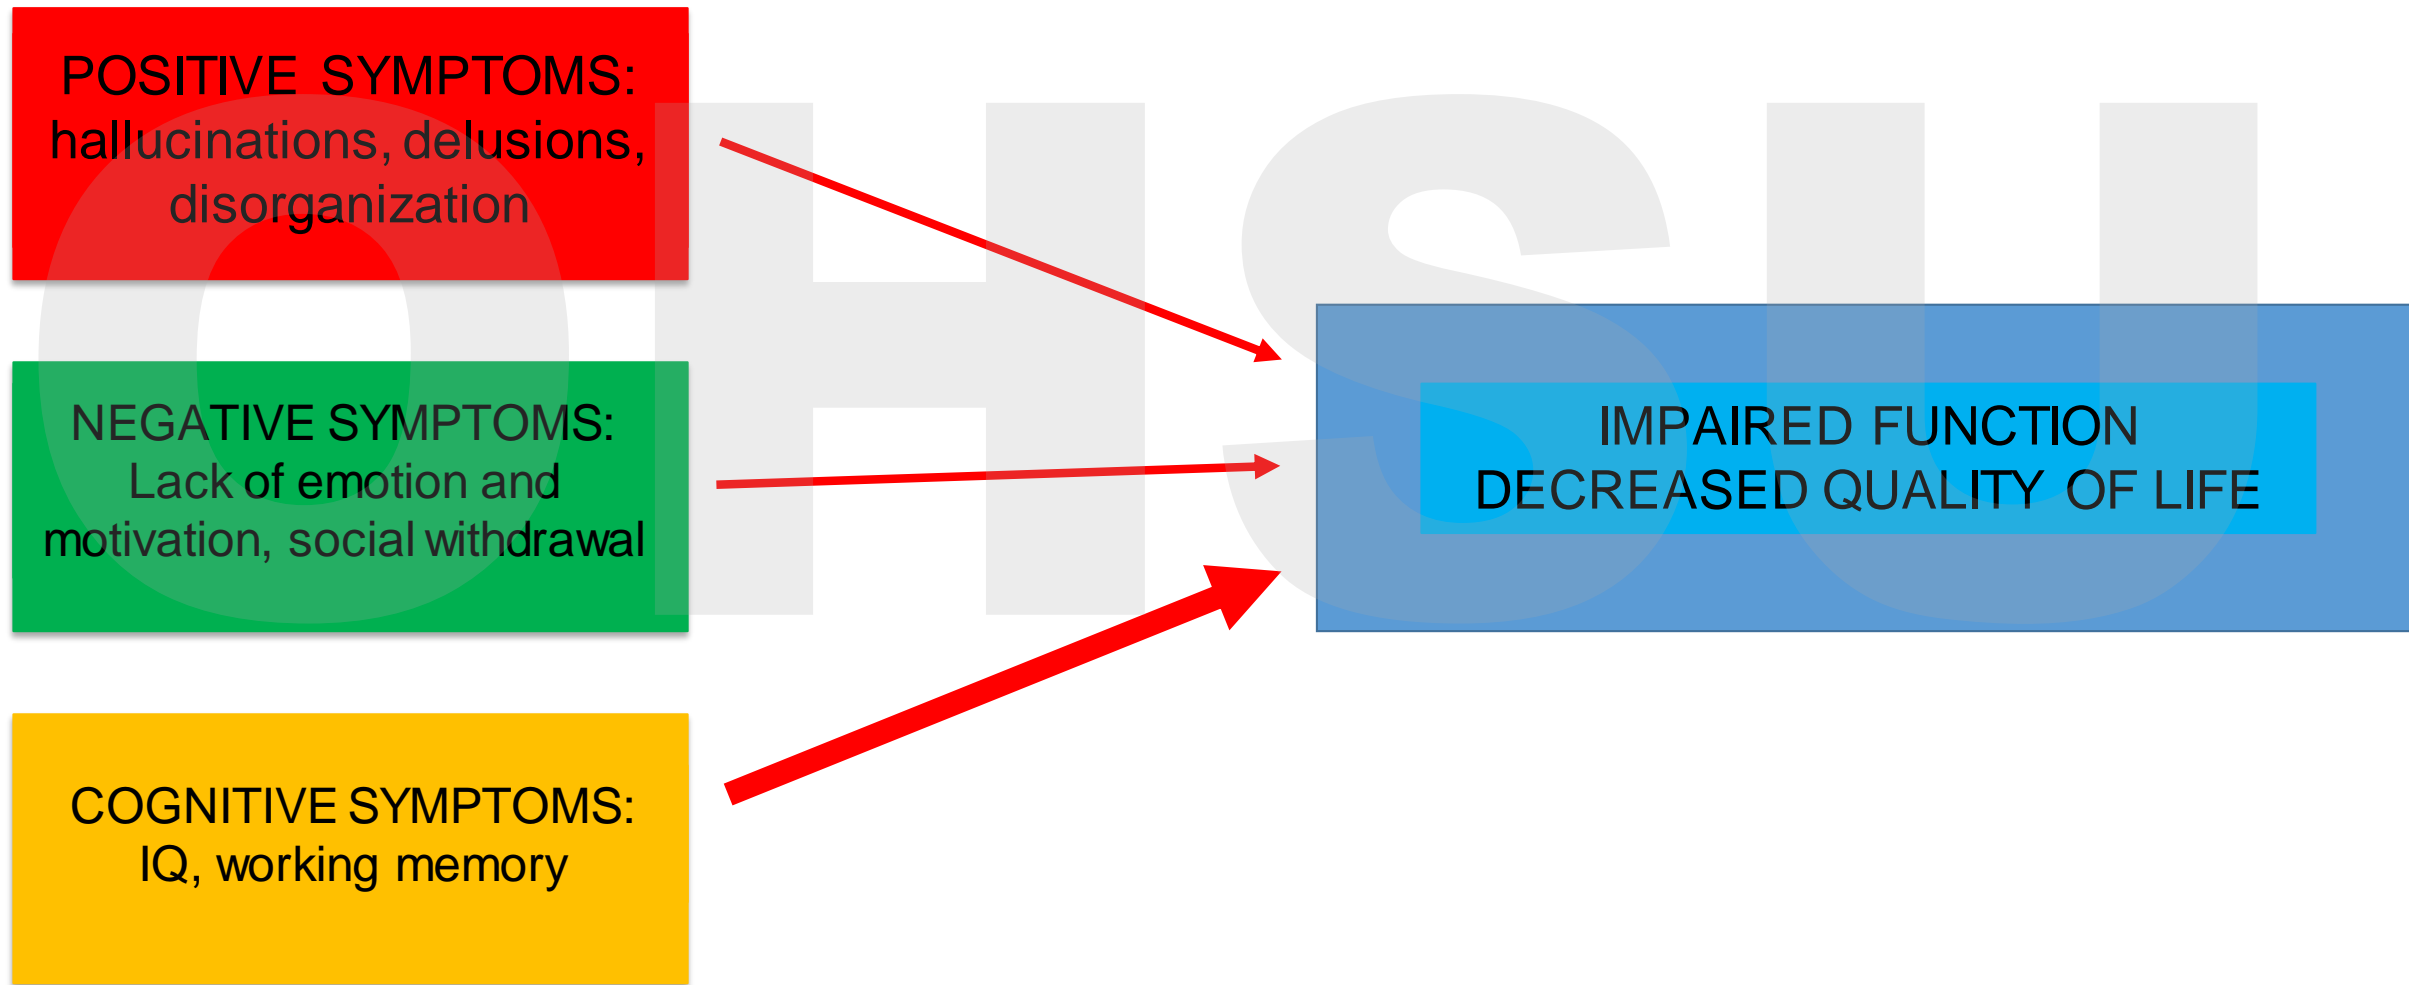 POSITIVE SYMPTOMS:
hallucinations, delusions,
disorganization
NEGATIVE SYMPTOMS:
Lack of emotion and
motivation, social withdrawal
COGNITIVE SYMPTOMS:
IQ, working memory
IMPAIRED FUNCTION
DECREASED QUALITY OF LIFE
OHSU